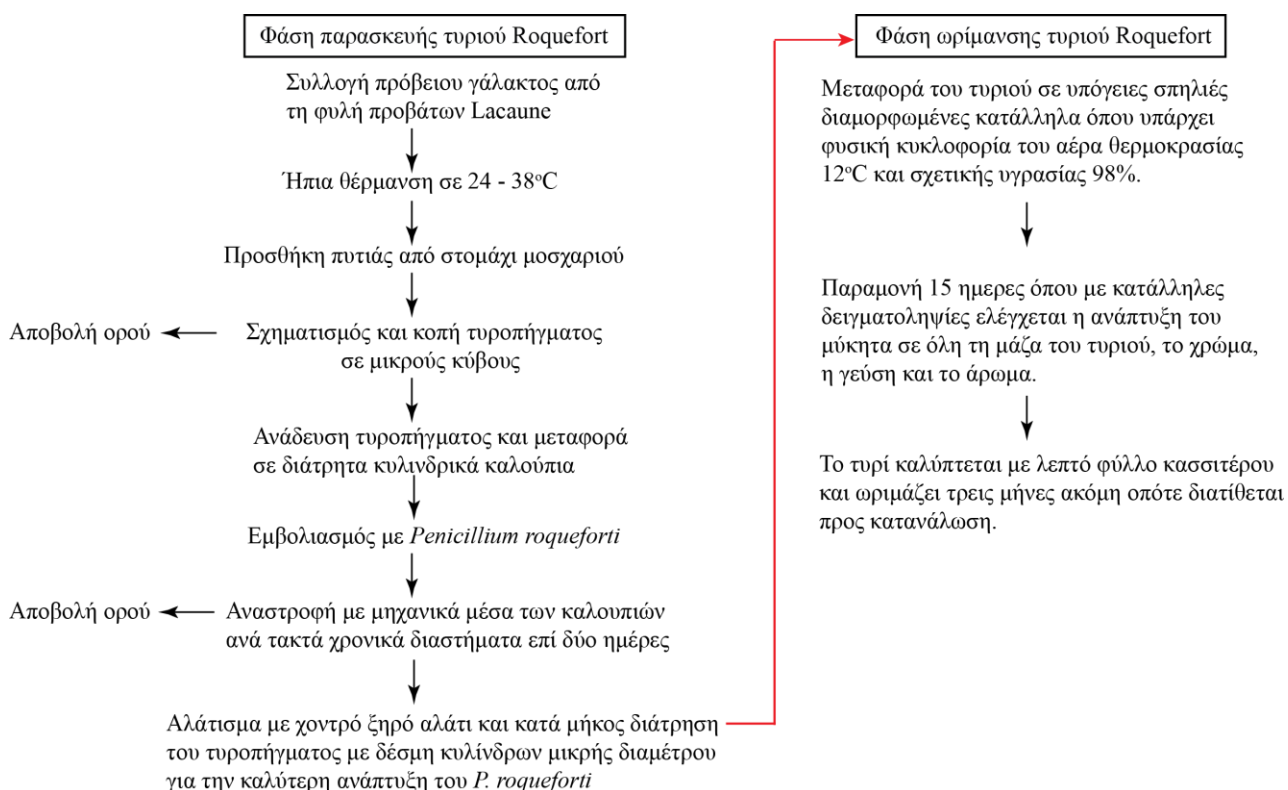 Φάση παρασκευής τυριού Roquefort
Συλλογή πρόβειου γάλακτος από
τη φυλή προβάτων Lacaune
Ήπια θέρμανση σε 24 - 38°C
Προσθήκη πυτιάς από στομάχι μοσχαριού
Αποβολή ορού
Σχηματισμός και κοπή τυροπήγματος
σε μικρούς κύβους
Ανάδευση τυροπήγματος και μεταφορά
σε διάτρητα κυλινδρικά καλούπια
Εμβολιασμός με Penicillium roqueforti
Αποβολή ορού
Αναστροφή με μηχανικά μέσα των καλουπιών
ανά τακτά χρονικά διαστήματα επί δύο ημέρες
Αλάτισμα με χοντρό ξηρό αλάτι και κατά μήκος διάτρηση
του τυροπήγματος με δέσμη κυλίνδρων μικρής διαμέτρου
για την καλύτερη ανάπτυξη του P. roqueforti
Φάση ωρίμανσης τυριού Roquefort
Μεταφορά του τυριού σε υπόγειες σπηλιές
διαμορφωμένες κατάλληλα όπου υπάρχει
φυσική κυκλοφορία του αέρα θερμοκρασίας
12°C και σχετικής υγρασίας 98%.
Παραμονή 15 ημερες όπου με κατάλληλες
δειγματοληψίες ελέγχεται η ανάπτυξη του
μύκητα σε όλη τη μάζα του τυριού, το χρώμα,
η γεύση και το άρωμα.
Το τυρί καλύπτεται με λεπτό φύλλο κασσιτέρου
και ωριμάζει τρεις μήνες ακόμη οπότε διατίθεται
προς κατανάλωση.